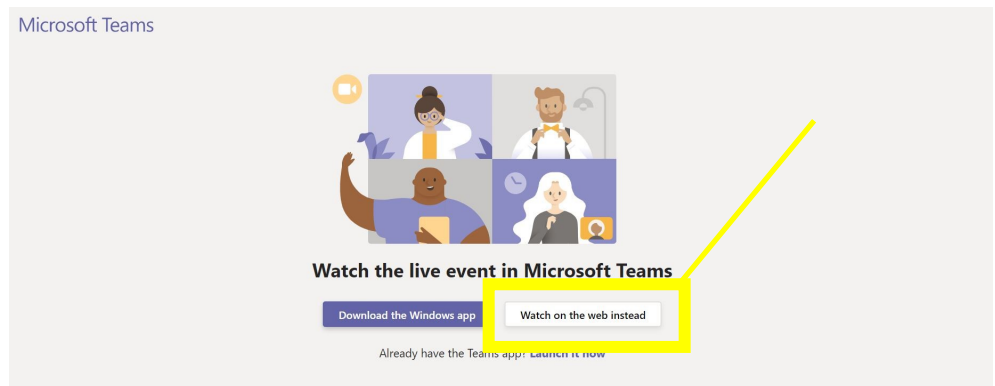 Microsoft Teams
Watch the live event in Microsoft Teams
Download the Windows app
Watch on the web instead
Already have the Teams app? Launch it now